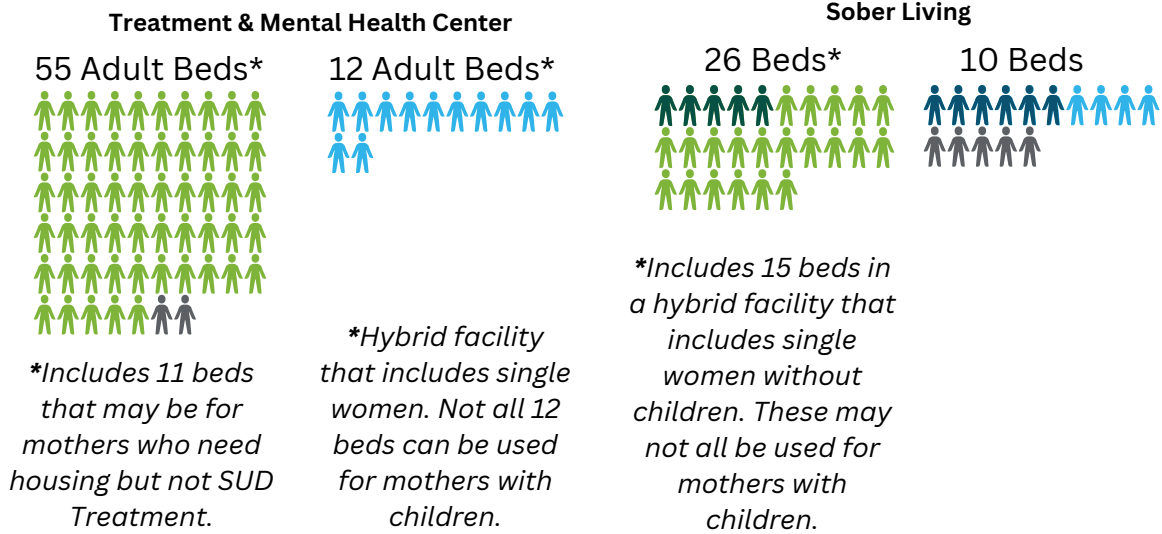 Treatment & Mental Health Center
55 Adult Beds*
12 Adult Beds*
*Includes 11 beds
that may be for
mothers who need
housing but not SUD
Treatment.
*Hybrid facility
that includes single
women. Not all 12
beds can be used
for mothers with
children.
Sober Living
26 Beds*
10 Beds
*Includes 15 beds in
a hybrid facility that
includes single
women without
children. These may
not all be used for
mothers with
children.